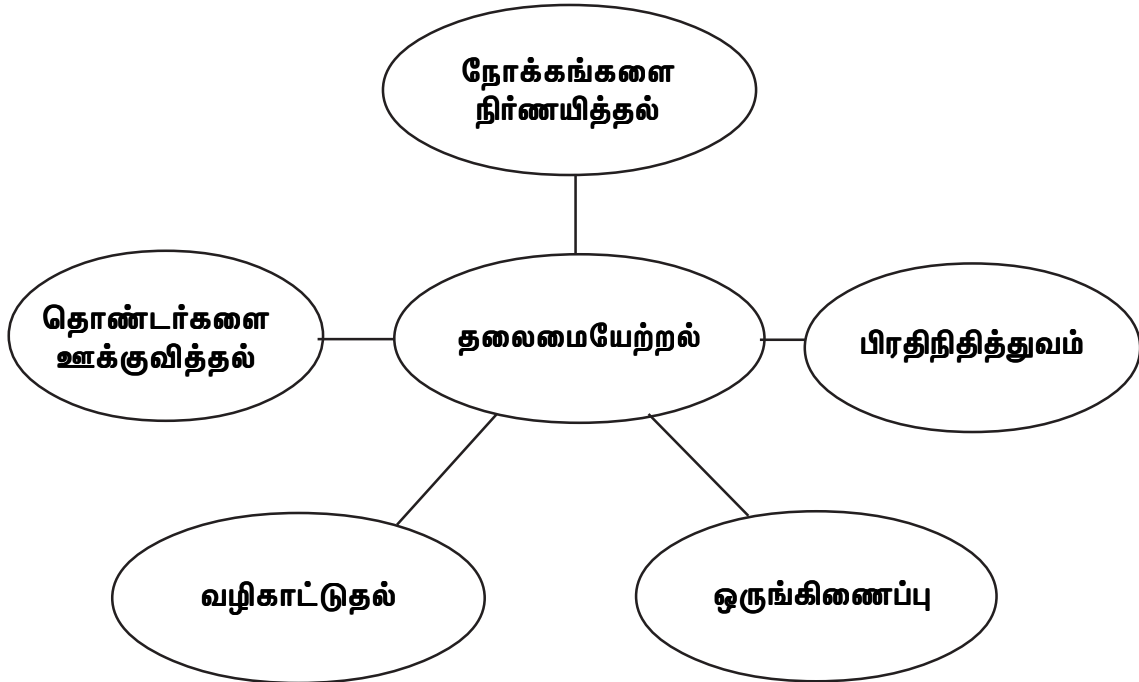 நோக்கங்களை
நிர்ணயித்தல்
தொண்டர்களை
ஊக்குவித்தல்
தலைமையேற்றல்
பிரதிநிதித்துவம்
வழிகாட்டுதல்
ஒருங்கிணைப்பு